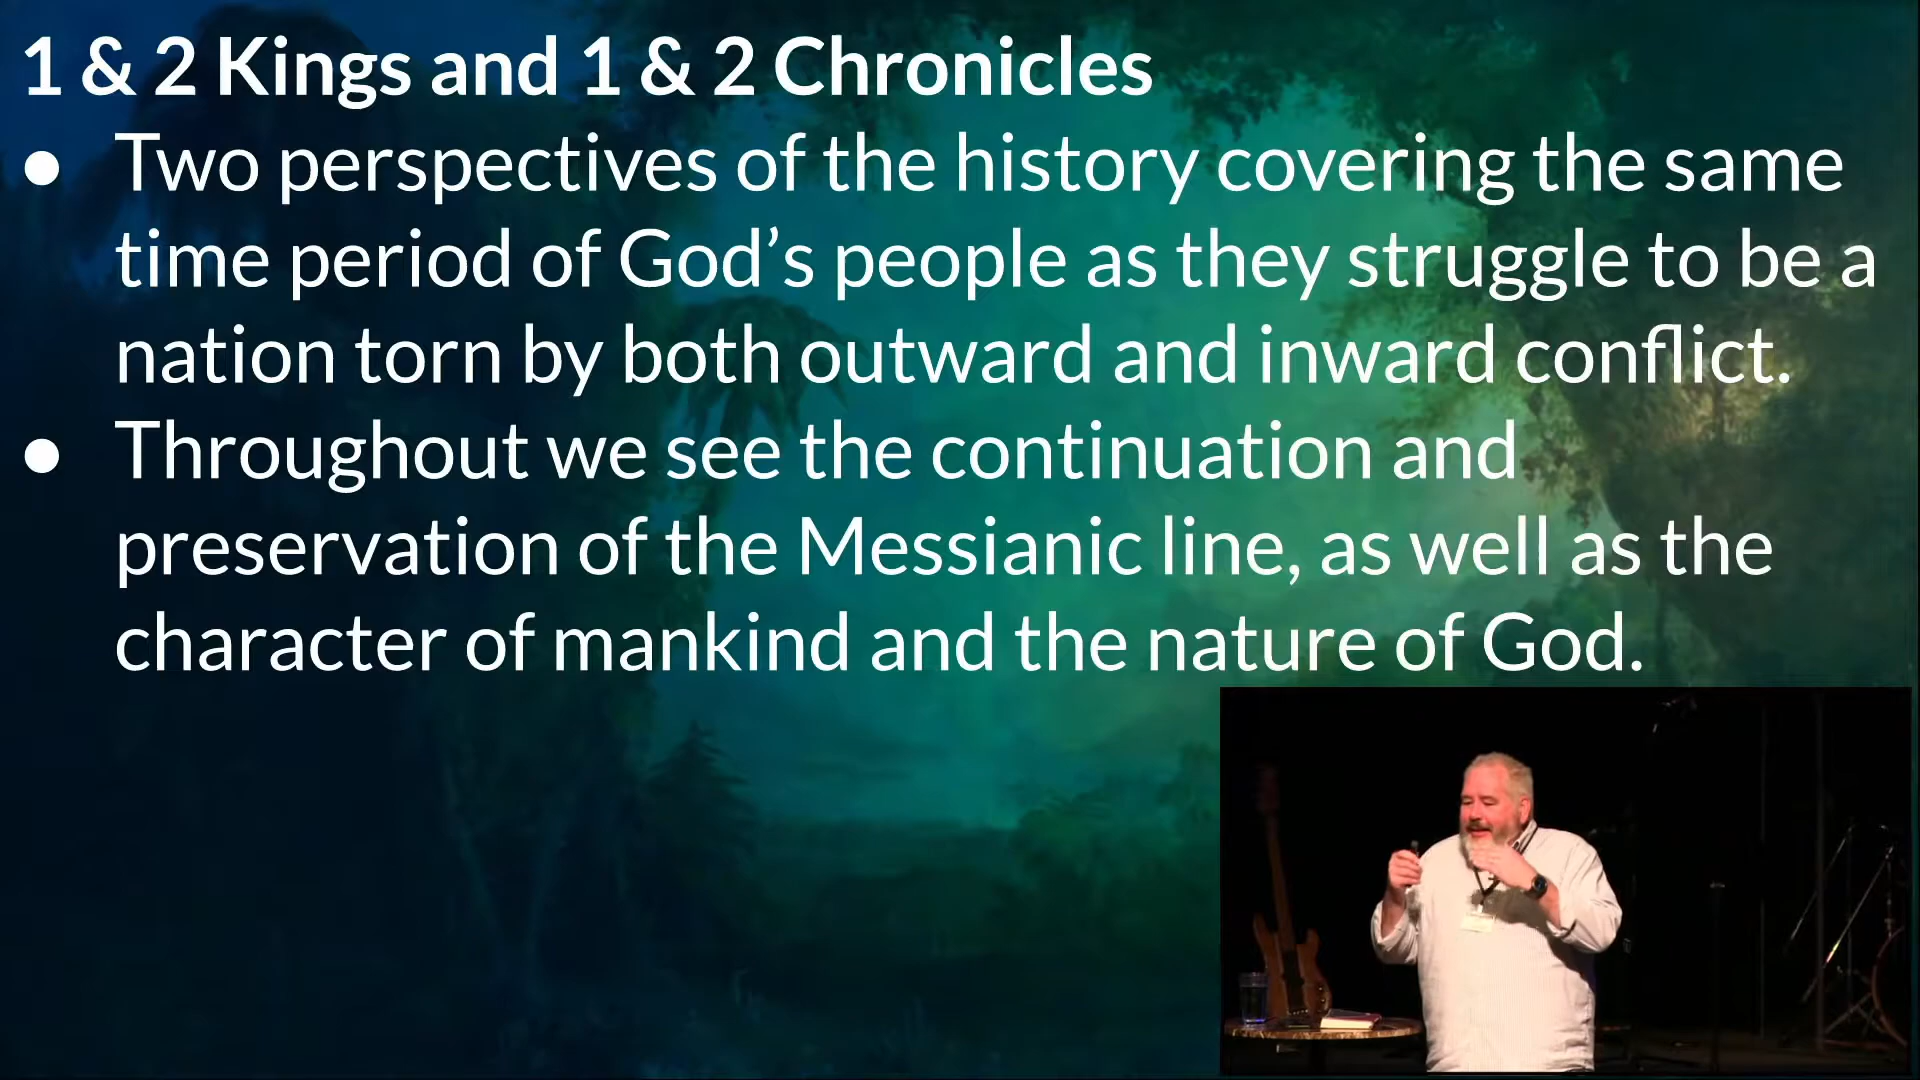 1 & 2 Kings and 1 & 2 Chronicles
● Two perspectives of the history covering the same
time period of God’s people as they struggle to be a
nation torn by both outward and inward conflict.
● Throughout we see the continuation and
preservation of the Messianic line, as well as the
character of mankind and the nature of God.